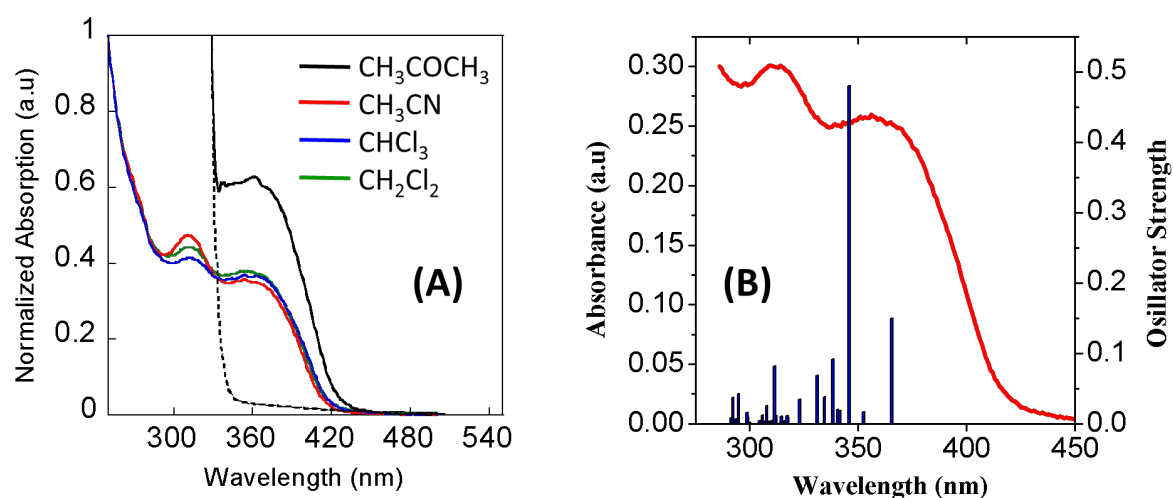 1
0.8
0.6
0.4
0.2
0
300 360 420 480 540
Normalized Absorption (a.u)
Wavelength (nm)
CH3COCH3
CH3CN
CHCl3
CH2Cl2
(A)
0.30
0.25
0.20
0.15
0.10
0.05
0.00
Absorbance (a.u)
(B)
300 350 400 450
Wavelength (nm)
0.5
0.4
0.3
0.2
0.1
0.0
Osillator Strength